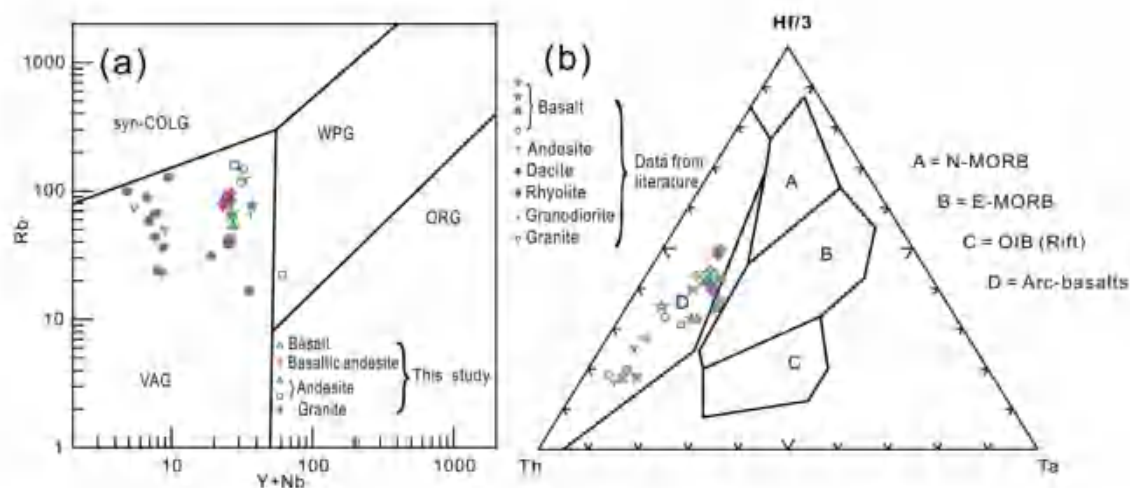 (a)
1000
100
10
1
Rb
syn-COLG
WPG
ORG
VAG
Basalt
Basallic andesite
Andesite
Granite
This study
10
100
1000
Y+Nb
(b)
Hf/3
Basalt
Andesite
Dacile
Rhyolite
Granodiorite
Granite
Data from
literature
A
B
C
D
Th
Ta
A = N-MORB
B = E-MORB
C = OIB (Rift)
D = Arc-basalts